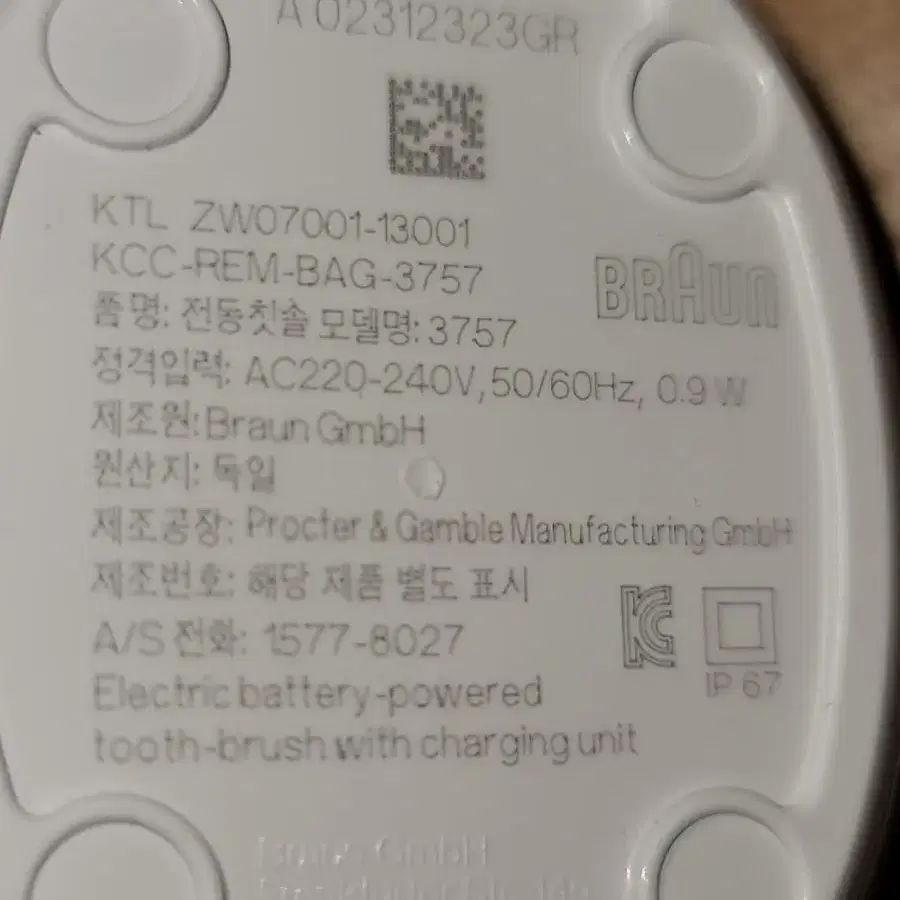 A 02312323GR
KTL ZW07001-13001
KCC-REM-BAG-3757
BRAUN
품명: 전동칫솔 모델명: 3757
정격입력: AC220-240V, 50/60Hz, 0.9 W
제조원: Braun GmbH
원산지: 독일
제조공장: Procter & Gamble Manufacturing GmbH
제조번호: 해당 제품 별도 표시
A/S 전화: 1577-8027
IP 67
Electric battery-powered
tooth-brush with charging unit
Braun GmbH